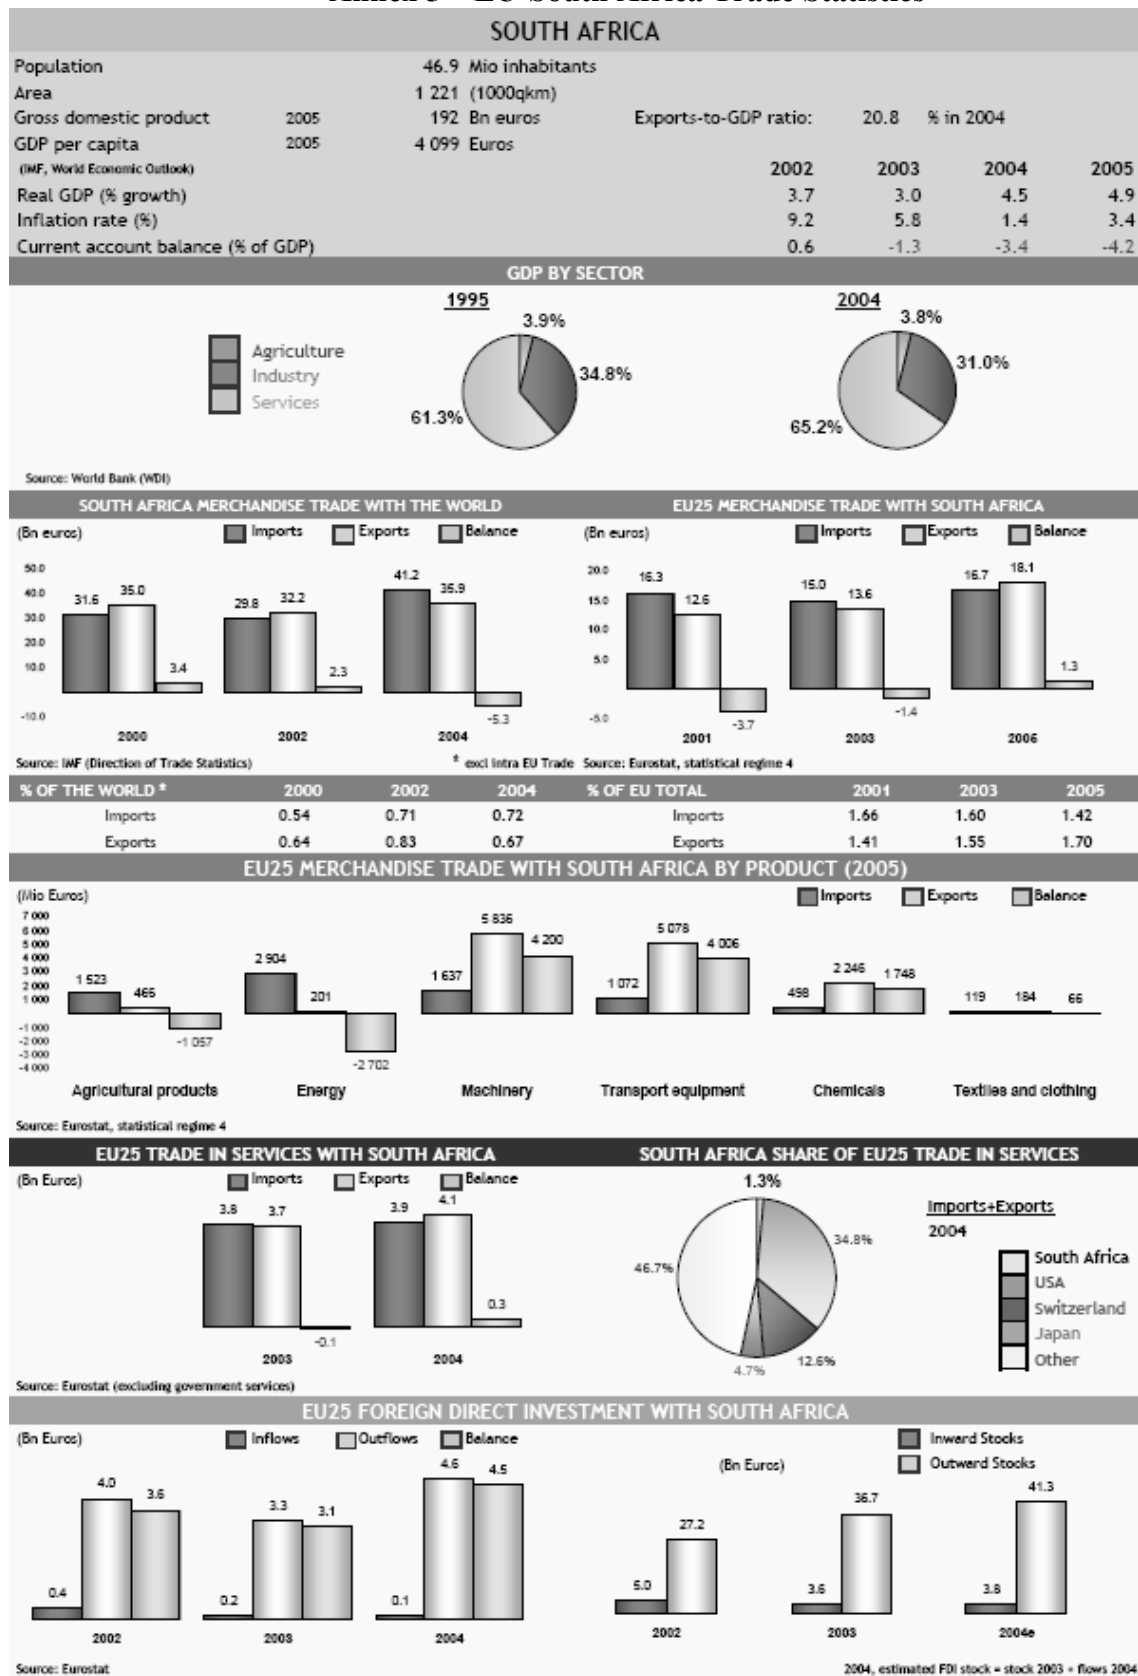 SOUTH AFRICA
Population 46.9 Mio inhabitants
Area 1 221 (1000qkm)
Gross domestic product 2005 192 Bn euros Exports-to-GDP ratio: 20.8 % in 2004
GDP per capita 2005 4 099 Euros
(IMF, World Economic Outlook) 2002 2003 2004 2005
Real GDP (% growth) 3.7 3.0 4.5 4.9
Inflation rate (%) 9.2 5.8 1.4 3.4
Current account balance (% of GDP) 0.6 -1.3 -3.4 -4.2
GDP BY SECTOR
1995 2004
3.9% 3.8%
Agriculture
Industry
Services
34.8% 31.0%
61.3% 65.2%
Source: World Bank (WDI)
SOUTH AFRICA MERCHANDISE TRADE WITH THE WORLD
(Bn euros) Imports Exports Balance
50.0
40.0
30.0
20.0
10.0
-10.0
31.6 35.0 3.4
29.8 32.2 2.3
41.2 35.9 -5.3
2000 2002 2004
Source: IMF (Direction of Trade Statistics) * excl intra EU Trade
EU25 MERCHANDISE TRADE WITH SOUTH AFRICA
(Bn euros) Imports Exports Balance
20.0
15.0
10.0
5.0
-5.0
16.3 12.6 -3.7
15.0 13.6 -1.4
16.7 18.1 1.3
2001 2003
Source: Eurostat, statistical regime 4
% OF THE WORLD * 2000 2002 2004 % OF EU TOTAL 2001 2003 2005
Imports 0.54 0.71 0.72 Imports 1.66 1.60 1.42
Exports 0.64 0.83 0.67 Exports 1.41 1.55 1.70
EU25 MERCHANDISE TRADE WITH SOUTH AFRICA BY PRODUCT (2005)
(Mio Euros) Imports Exports Balance
7 000
6 000
5 000
4 000
3 000
2 000
1 000
-1 000
-2 000
-3 000
-4 000
1 523 465 -1 057
2 904 201 -2 702
1 637 5 836 4 200
1 072 5 078 4 006
498 2 246 1 748
119 184 66
Agricultural products Energy Machinery Transport equipment Chemicals Textiles and clothing
Source: Eurostat, statistical regime 4
EU25 TRADE IN SERVICES WITH SOUTH AFRICA
(Bn Euros) Imports Exports Balance
3.8 3.7 -0.1
3.9 4.1 0.3
2003 2004
Source: Eurostat (excluding government services)
SOUTH AFRICA SHARE OF EU25 TRADE IN SERVICES
1.3%
34.8%
46.7%
12.6%
4.7%
Imports+Exports
2004
South Africa
USA
Switzerland
Japan
Other
EU25 FOREIGN DIRECT INVESTMENT WITH SOUTH AFRICA
(Bn Euros) Inflows Outflows Balance
0.4 4.0 3.6
0.2 3.3 3.1
0.1 4.6 4.5
2002 2003 2004
Source: Eurostat
Inward Stocks
(Bn Euros) Outward Stocks
5.0 27.2
3.6 36.7
3.8 41.3
2002 2003 2004e
2004, estimated FDI stock = stock 2003 + flows 2004